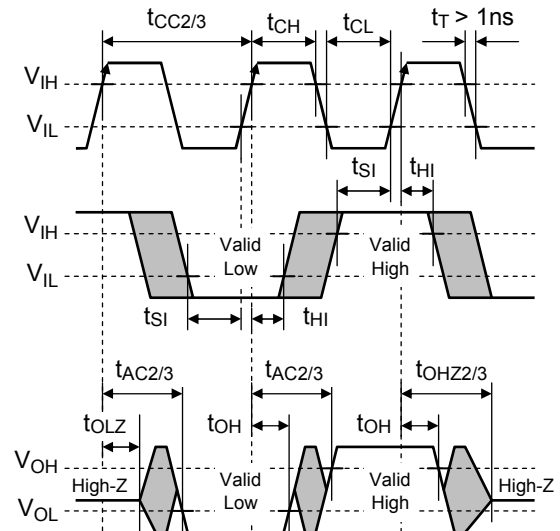 tCC2/3 tCH tCL tT > 1ns
VIH
VIL
tSI tHI
VIH
Valid Valid
VIL
Low High
tSI tHI
tAC2/3 tAC2/3 tOHZ2/3
tOLZ tOH tOH
VOH
High-Z Valid Valid High-Z
VOL
Low High